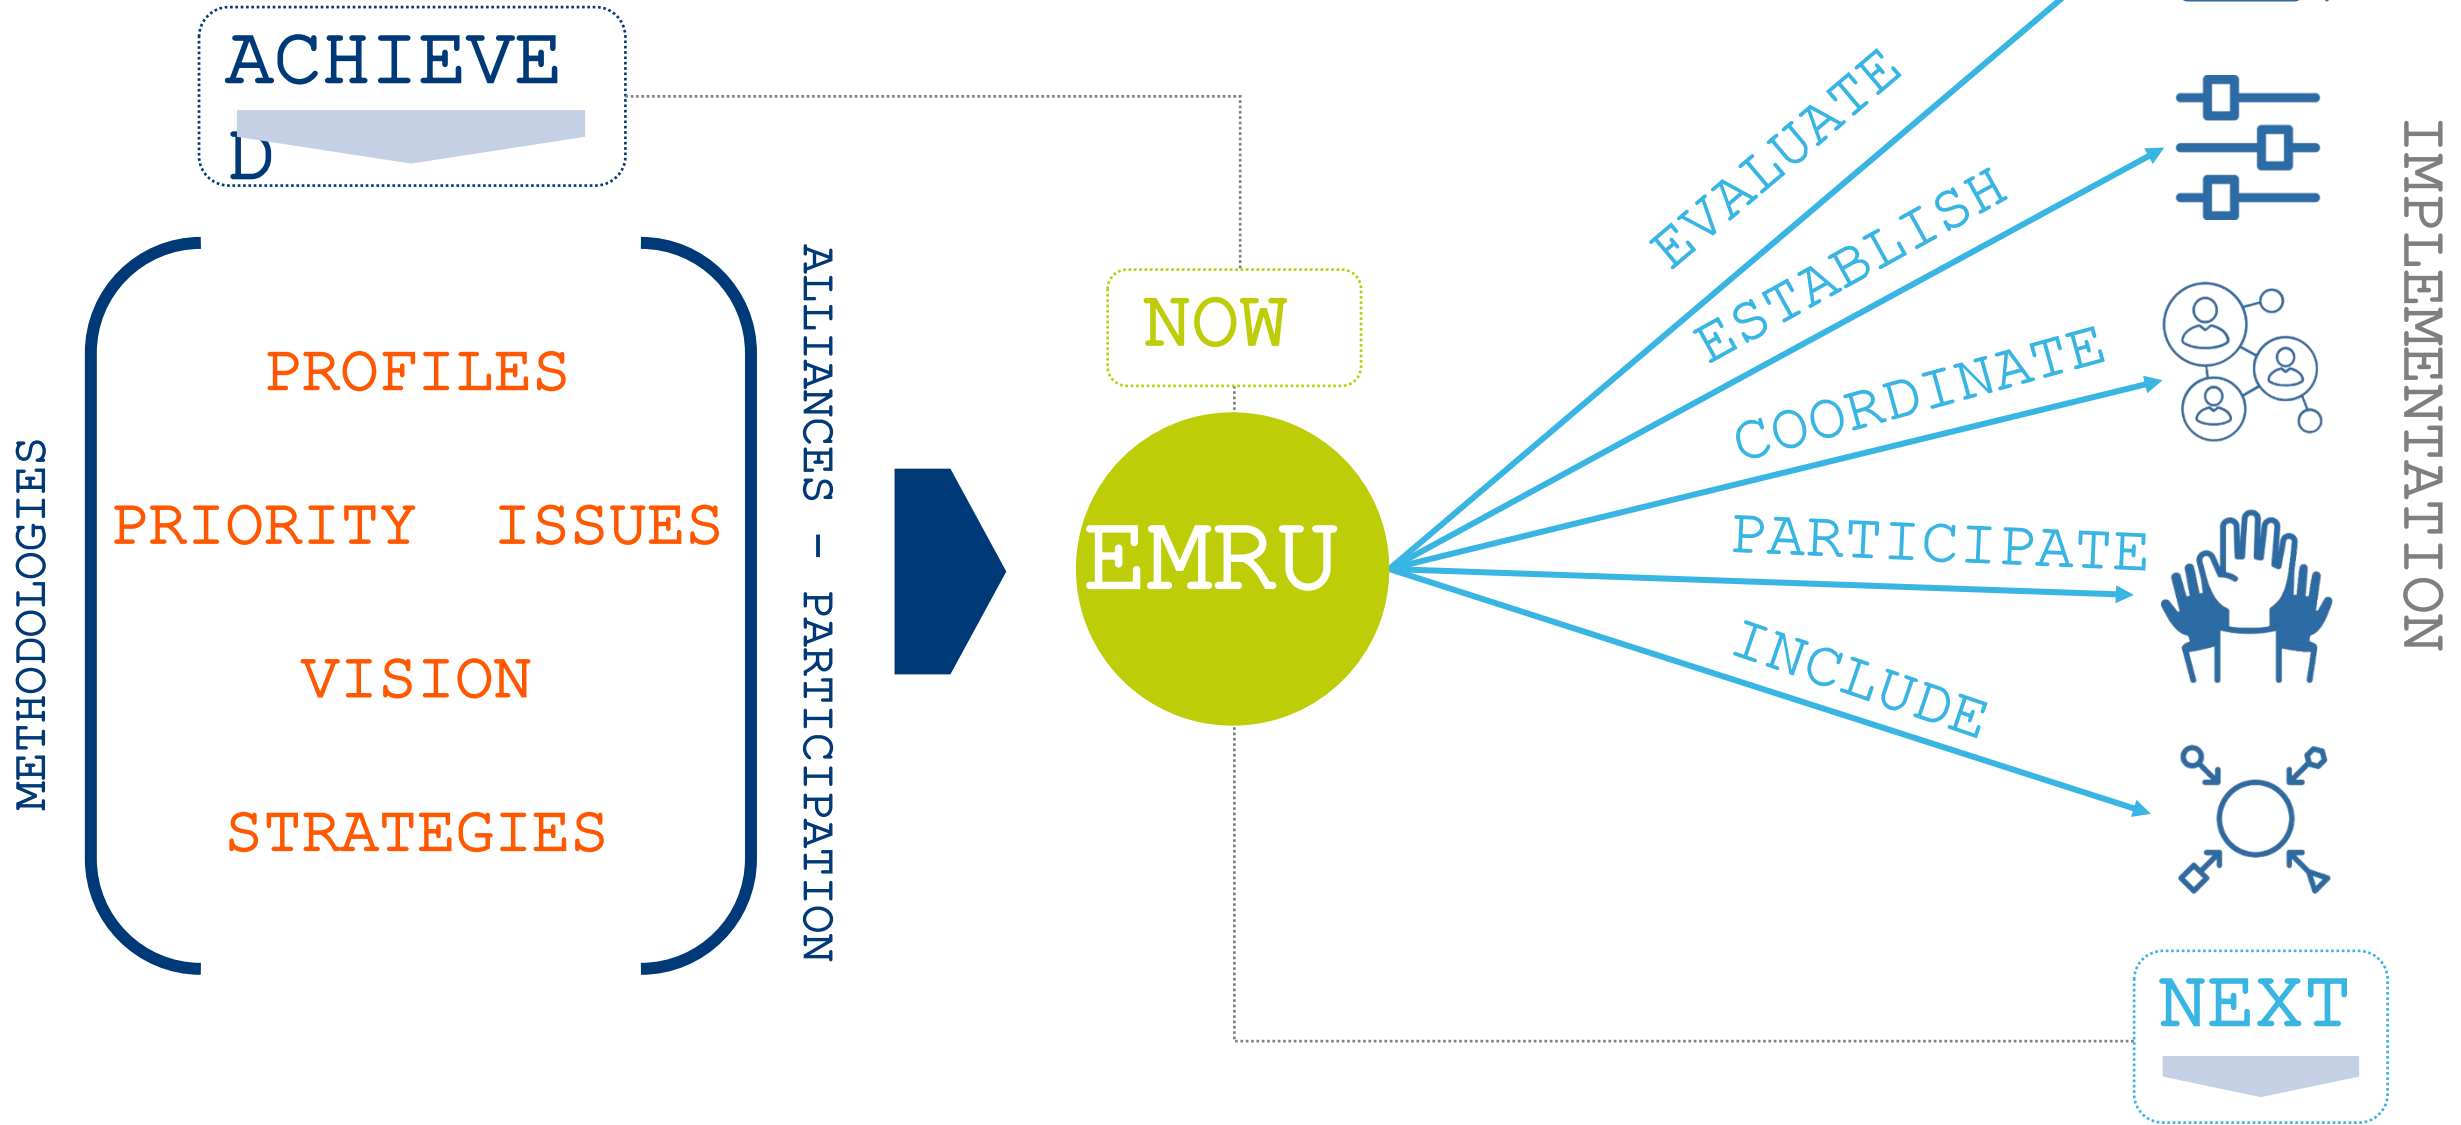 ACHIEVE
D
METHODOLOGIES
PROFILES
PRIORITY ISSUES
VISION
STRATEGIES
ALLIANCES - PARTICIPATION
NOW
EMRU
EVALUATE
ESTABLISH
COORDINATE
PARTICIPATE
INCLUDE
IMPLEMENTATION
NEXT